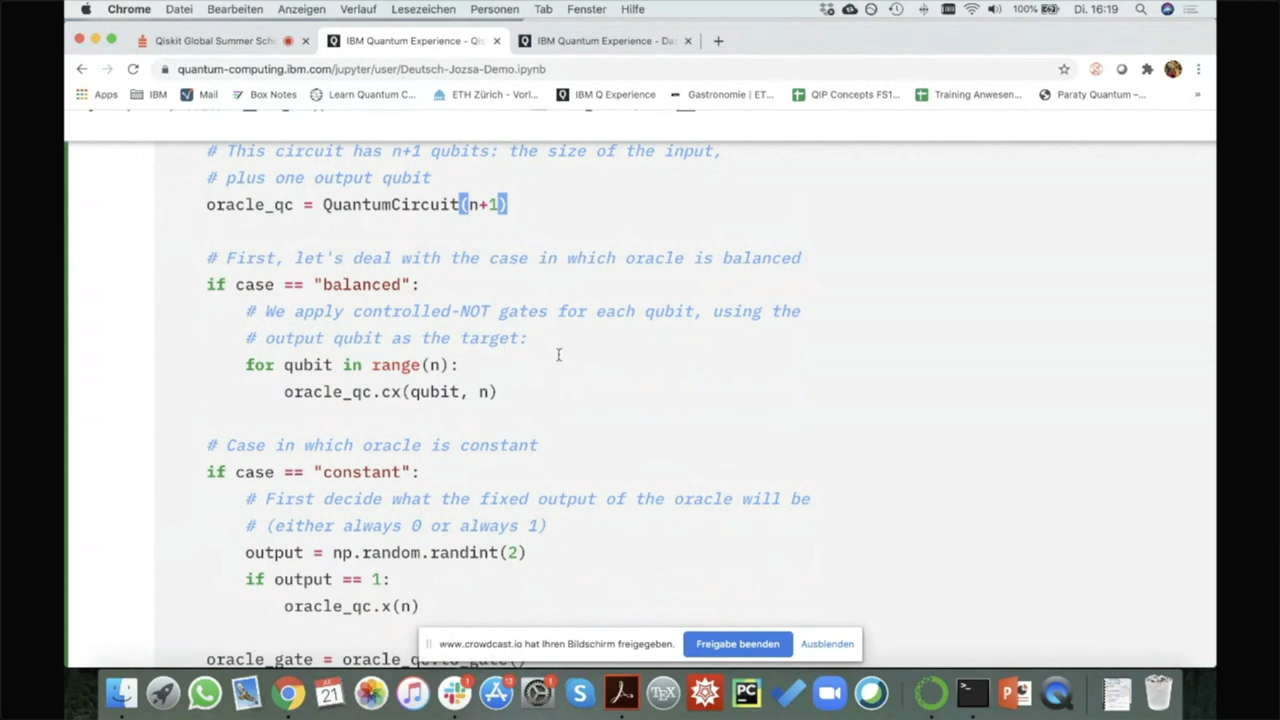 Chrome Datei Bearbeiten Anzeigen Verlauf Lesezeichen Personen Tab Fenster Hilfe 100% Di. 16:19
Qiskit Global Summer Sch IBM Quantum Experience - Qis IBM Quantum Experience - Da
quantum-computing.ibm.com/jupyter/user/Deutsch-Jozsa-Demo.ipynb
Apps IBM Mail Box Notes Learn Quantum C... ETH Zürich - Vorl... IBM Q Experience Gastronomie | ET... QIP Concepts FS1... Training Anwesen... Paraty Quantum –... »
# This circuit has n+1 qubits: the size of the input,
# plus one output qubit
oracle_qc = QuantumCircuit(n+1)
# First, let's deal with the case in which oracle is balanced
if case == "balanced":
# We apply controlled-NOT gates for each qubit, using the
# output qubit as the target:
for qubit in range(n):
oracle_qc.cx(qubit, n)
# Case in which oracle is constant
if case == "constant":
# First decide what the fixed output of the oracle will be
# (either always 0 or always 1)
output = np.random.randint(2)
if output == 1:
oracle_qc.x(n)
www.crowdcast.io hat Ihren Bildschirm freigegeben. Freigabe beenden Ausblenden
oracle_gate = oracle_qc.to_gate()
21 1 13 1 S TEX PC >_ P